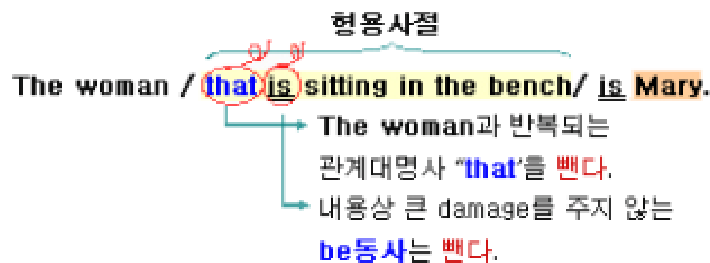 형용사절
The woman / that is sitting in the bench/ is Mary.
The woman과 반복되는
관계대명사 “that'을 뺀다.
내용상 큰 damage를 주지 않는
be동사는 뺀다.